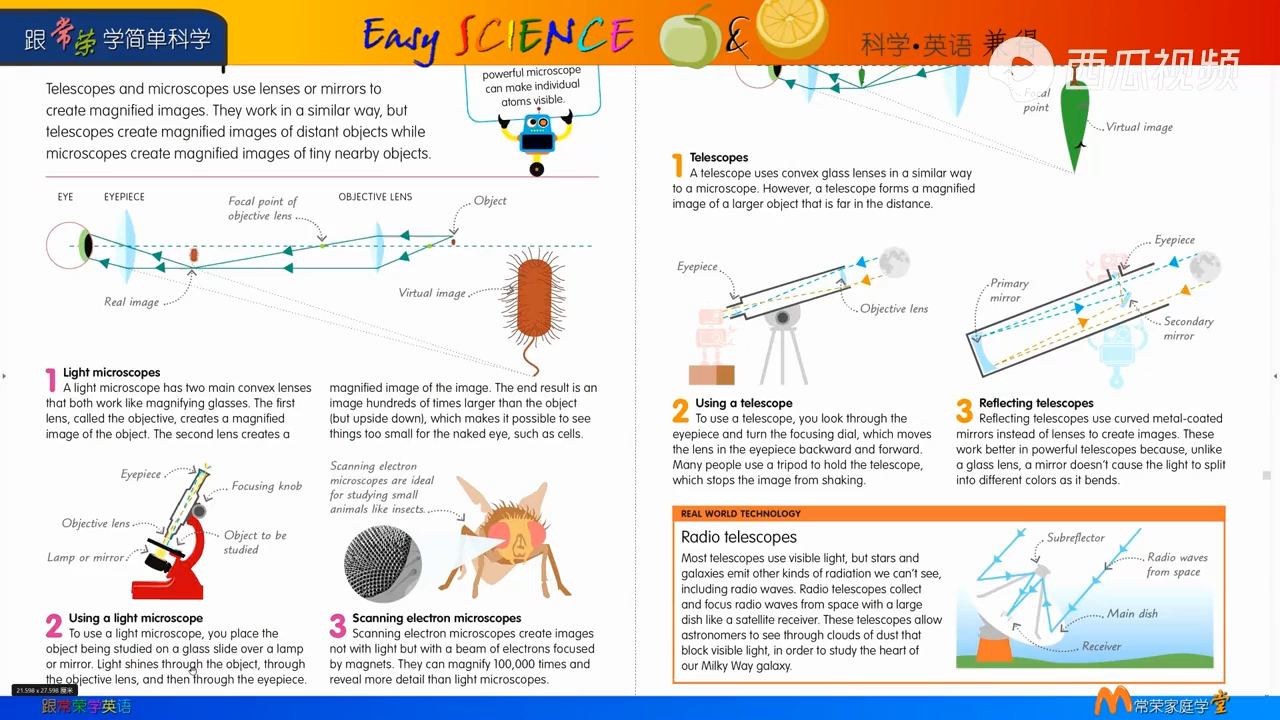 跟常荣学简单科学
Easy SCIENCE &
科学·英语 兼得
西瓜视频
Telescopes and microscopes use lenses or mirrors to
create magnified images. They work in a similar way, but
telescopes create magnified images of distant objects while
microscopes create magnified images of tiny nearby objects.
powerful microscope
can make individual
atoms visible.
EYE
EYEPIECE
Focal point of
objective lens
OBJECTIVE LENS
Object
Real image
Virtual image
1 Light microscopes
A light microscope has two main convex lenses
that both work like magnifying glasses. The first
lens, called the objective, creates a magnified
image of the object. The second lens creates a
magnified image of the image. The end result is an
image hundreds of times larger than the object
(but upside down), which makes it possible to see
things too small for the naked eye, such as cells.
Eyepiece
Focusing knob
Objective lens
Object to be
studied
Lamp or mirror
2 Using a light microscope
To use a light microscope, you place the
object being studied on a glass slide over a lamp
or mirror. Light shines through the object, through
the objective lens, and then through the eyepiece.
Scanning electron
microscopes are ideal
for studying small
animals like insects.
3 Scanning electron microscopes
Scanning electron microscopes create images
not with light but with a beam of electrons focused
by magnets. They can magnify 100,000 times and
reveal more detail than light microscopes.
Focal
point
Virtual image
1 Telescopes
A telescope uses convex glass lenses in a similar way
to a microscope. However, a telescope forms a magnified
image of a larger object that is far in the distance.
Eyepiece
Objective lens
2 Using a telescope
To use a telescope, you look through the
eyepiece and turn the focusing dial, which moves
the lens in the eyepiece backward and forward.
Many people use a tripod to hold the telescope,
which stops the image from shaking.
Eyepiece
Primary
mirror
Secondary
mirror
3 Reflecting telescopes
Reflecting telescopes use curved metal-coated
mirrors instead of lenses to create images. These
work better in powerful telescopes because, unlike
a glass lens, a mirror doesn't cause the light to split
into different colors as it bends.
REAL WORLD TECHNOLOGY
Radio telescopes
Most telescopes use visible light, but stars and
galaxies emit other kinds of radiation we can't see,
including radio waves. Radio telescopes collect
and focus radio waves from space with a large
dish like a satellite receiver. These telescopes allow
astronomers to see through clouds of dust that
block visible light, in order to study the heart of
our Milky Way galaxy.
Subreflector
Radio waves
from space
Main dish
Receiver
21.598 x 27.598 厘米
跟常荣学英语
常荣家庭学堂